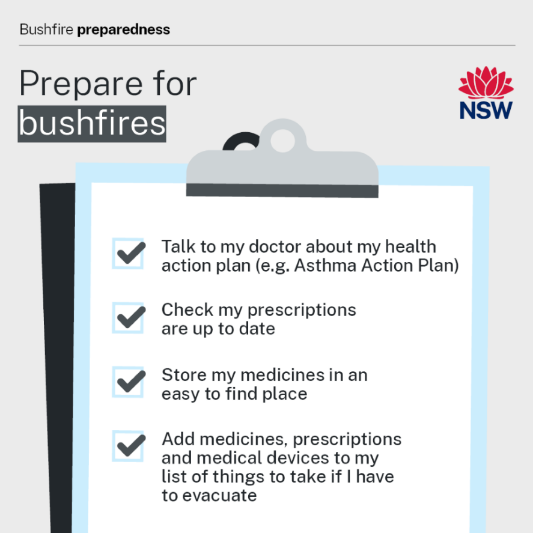 Bushfire preparedness
Prepare for
bushfires
NSW
Talk to my doctor about my health
action plan (e.g. Asthma Action Plan)
Check my prescriptions
are up to date
Store my medicines in an
easy to find place
Add medicines, prescriptions
and medical devices to my
list of things to take if I have
to evacuate